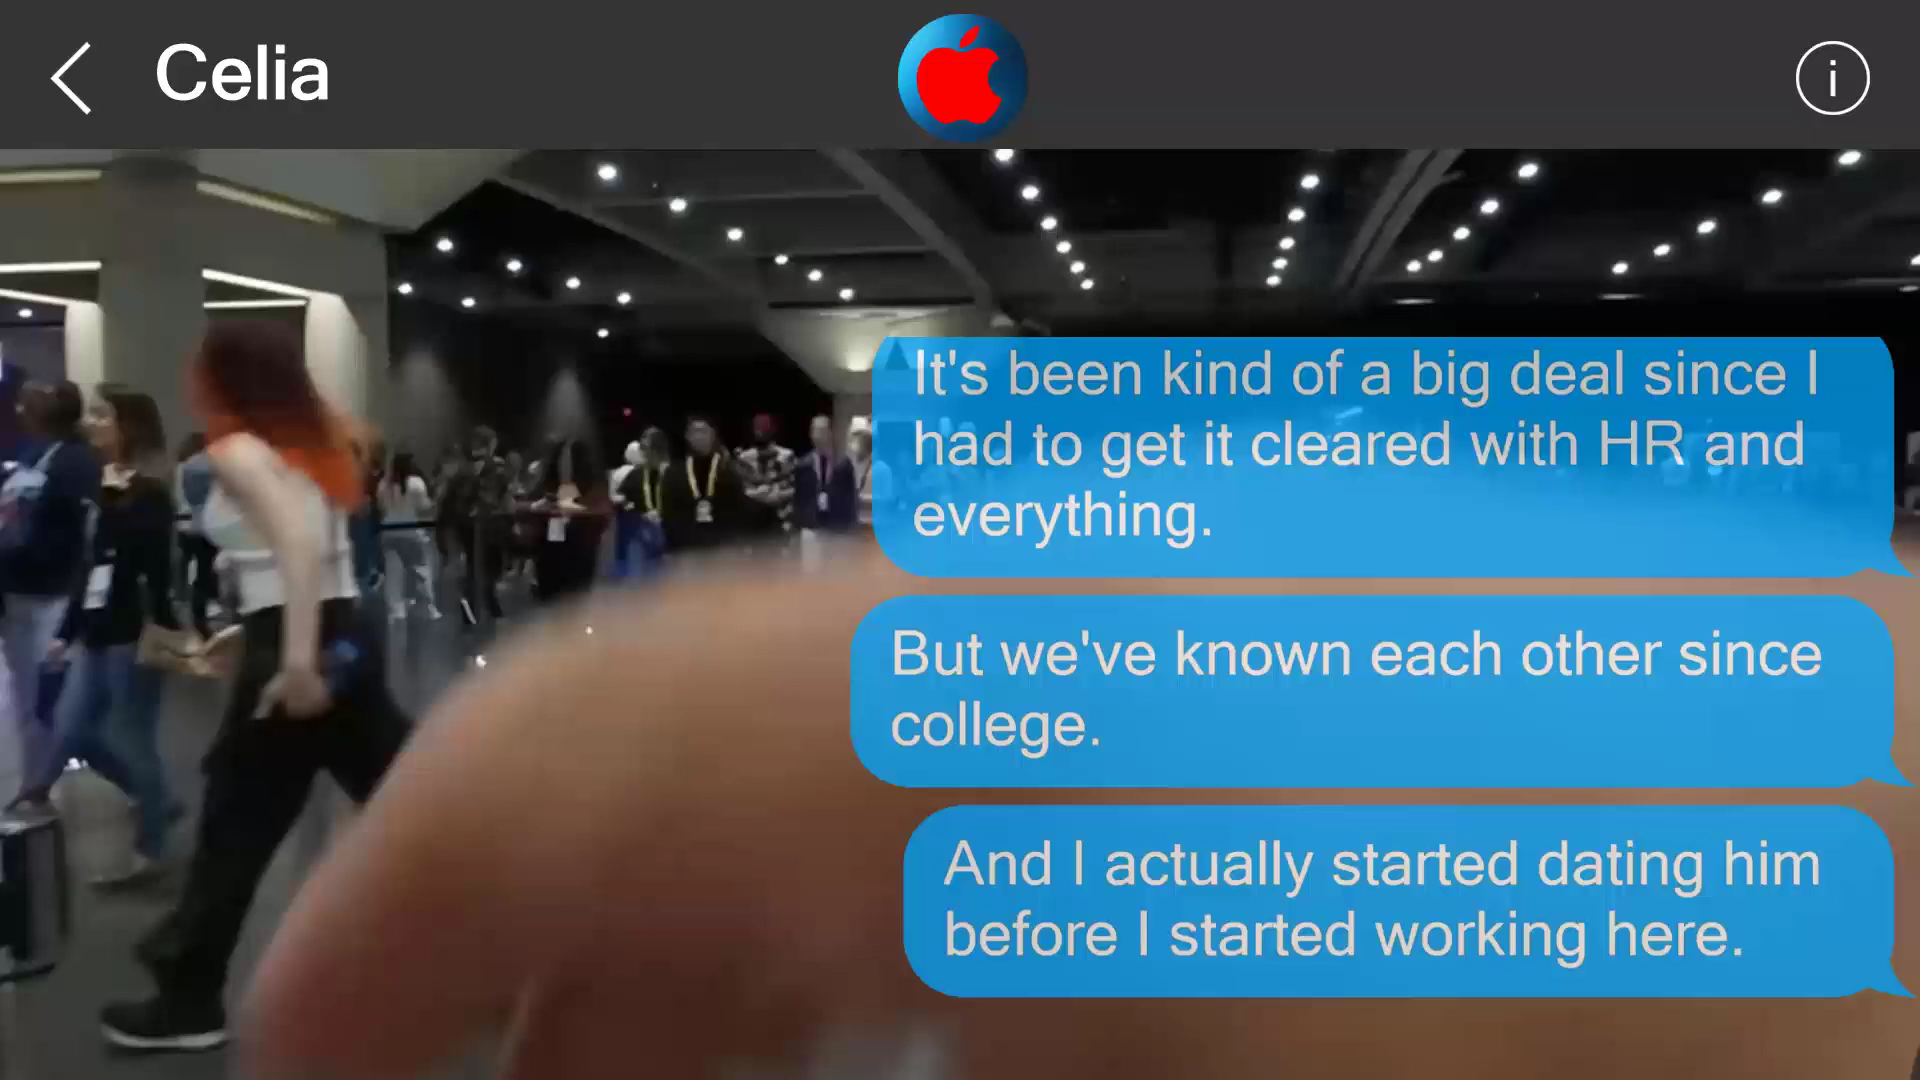 Celia
i
It's been kind of a big deal since I
had to get it cleared with HR and
everything.
But we've known each other since
college.
And I actually started dating him
before I started working here.